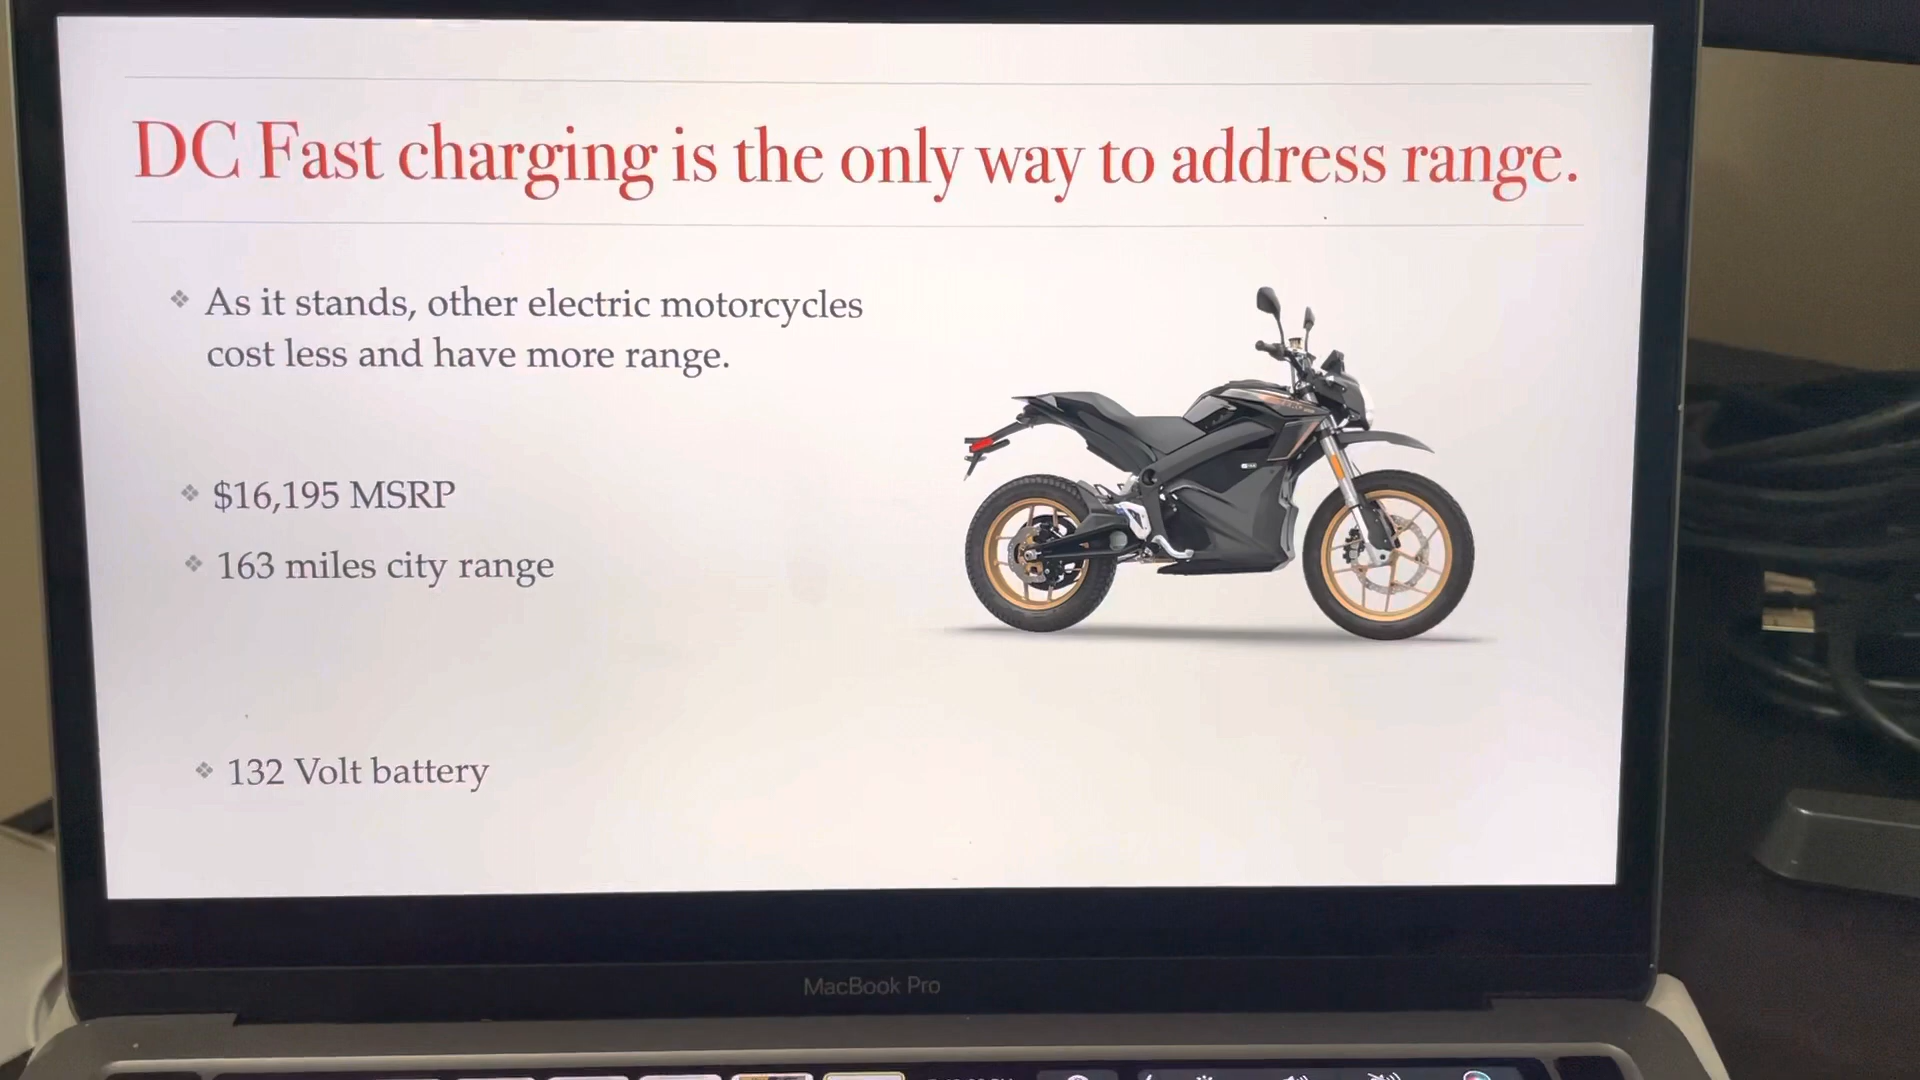 DC Fast charging is the only way to address range.
As it stands, other electric motorcycles
cost less and have more range.
$16,195 MSRP
163 miles city range
132 Volt battery
MacBook Pro